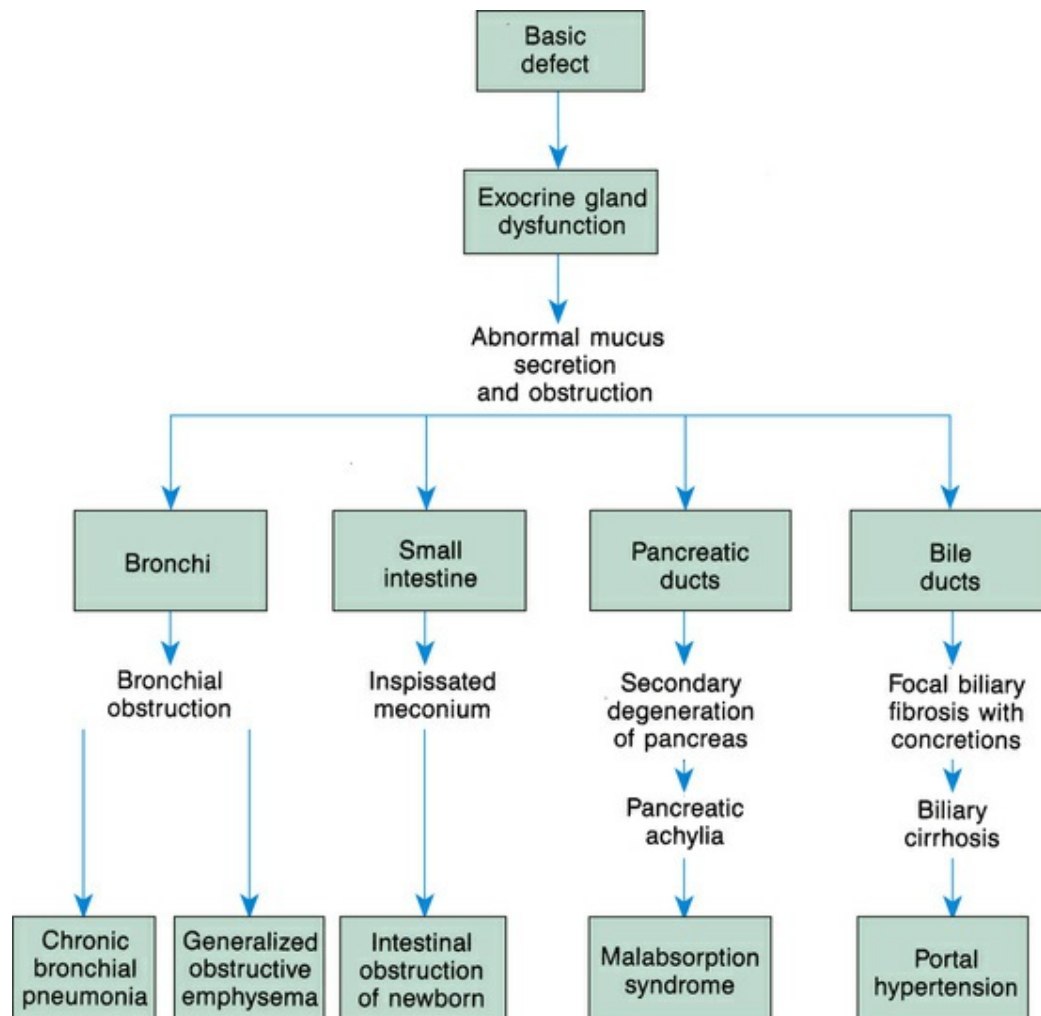 Basic
defect
Exocrine gland
dysfunction
Abnormal mucus
secretion
and obstruction
Bronchi
Small
intestine
Pancreatic
ducts
Bile
ducts
Bronchial
obstruction
Inspissated
meconium
Secondary
degeneration
of pancreas
Focal biliary
fibrosis with
concretions
Pancreatic
achylia
Biliary
cirrhosis
Chronic
bronchial
pneumonia
Generalized
obstructive
emphysema
Intestinal
obstruction
of newborn
Malabsorption
syndrome
Portal
hypertension